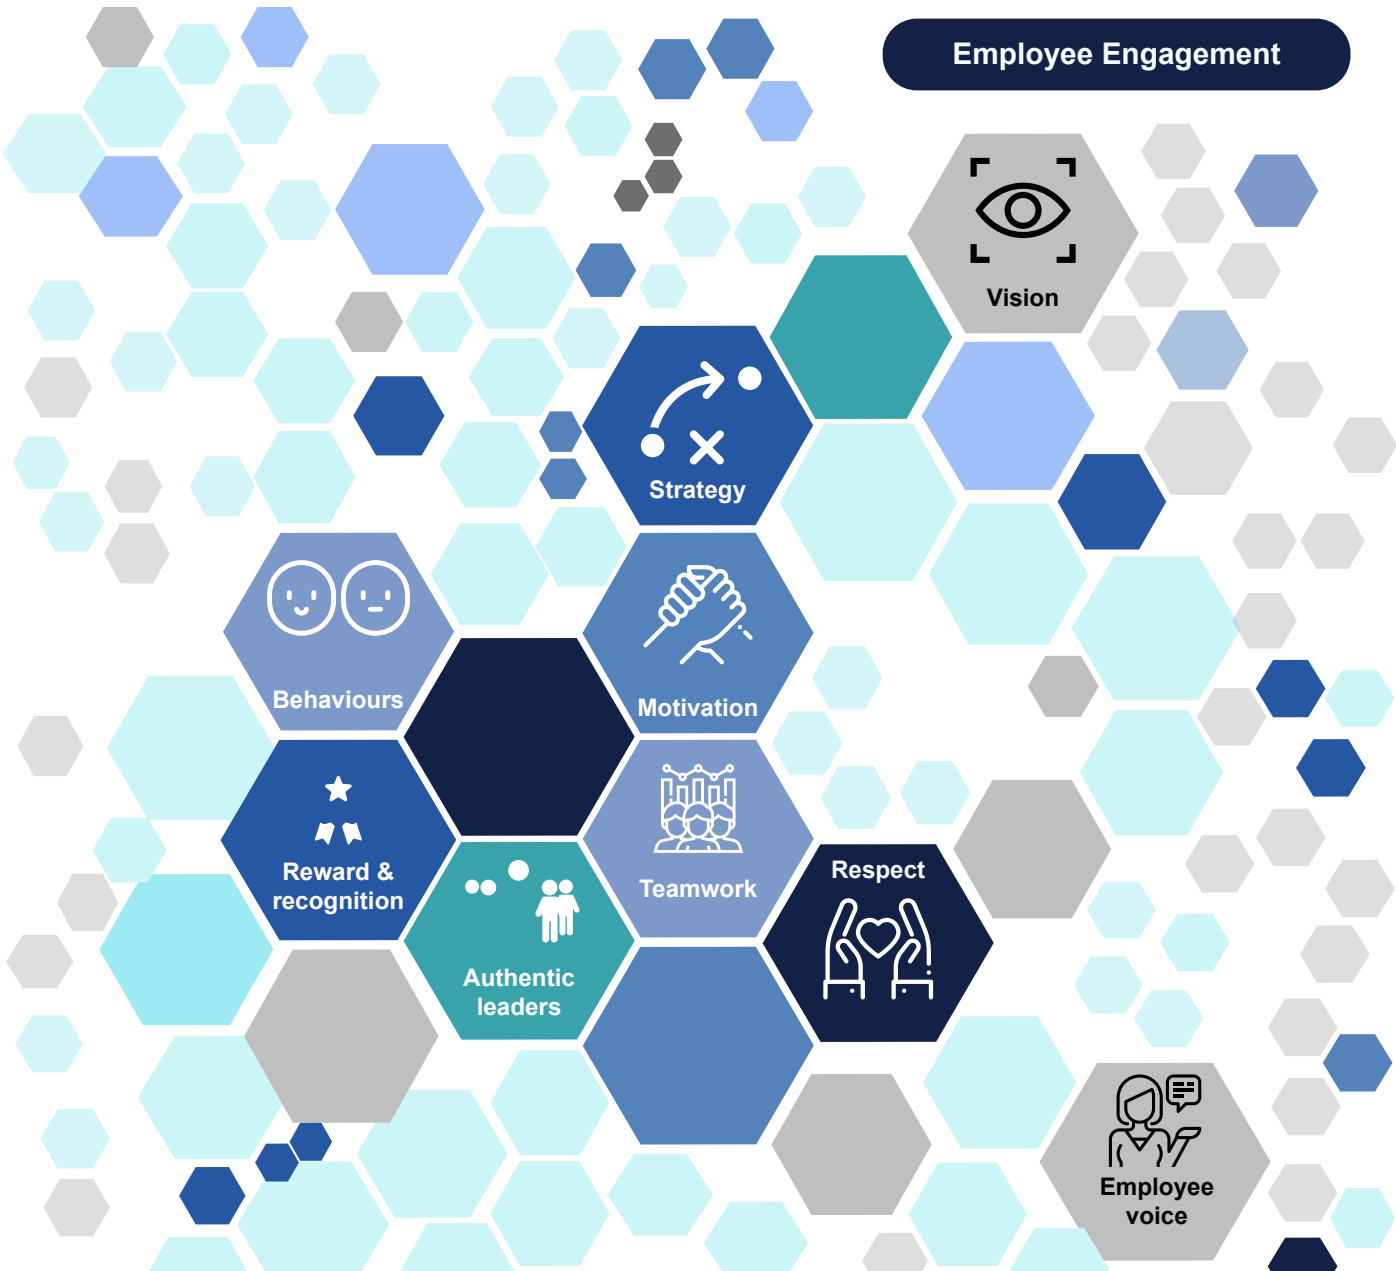 Employee Engagement
Vision
Strategy
Behaviours
Motivation
Reward &
recognition
Teamwork
Respect
Authentic
leaders
Employee
voice